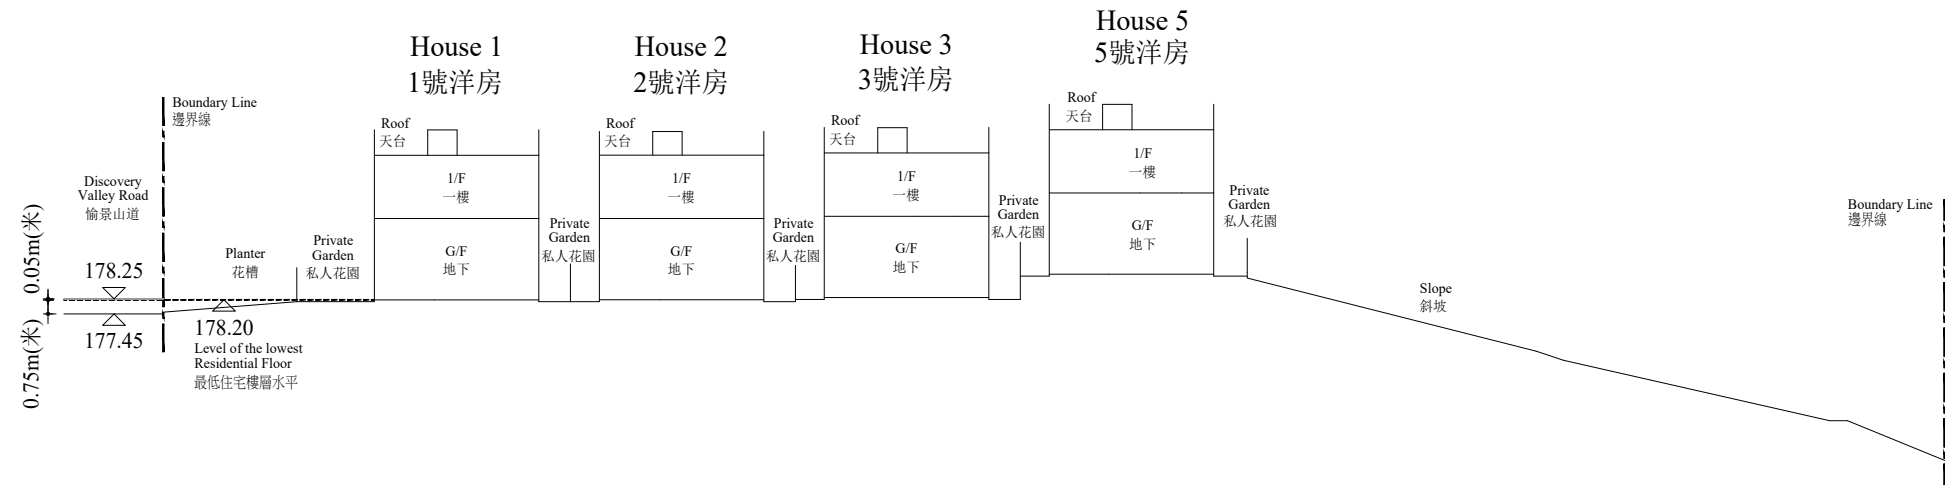 House 1
1號洋房
House 2
2號洋房
House 3
3號洋房
House 5
5號洋房
Boundary Line
邊界線
Discovery
Valley Road
愉景山道
0.05m(米)
0.75m(米)
178.25
177.45
Planter
花槽
178.20
Level of the lowest
Residential Floor
最低住宅樓層水平
Private
Garden
私人花園
Roof
天台
1/F
一樓
G/F
地下
Private
Garden
私人花園
Roof
天台
1/F
一樓
G/F
地下
Private
Garden
私人花園
Roof
天台
1/F
一樓
G/F
地下
Private
Garden
私人花園
Roof
天台
1/F
一樓
G/F
地下
Private
Garden
私人花園
Slope
斜坡
Boundary Line
邊界線